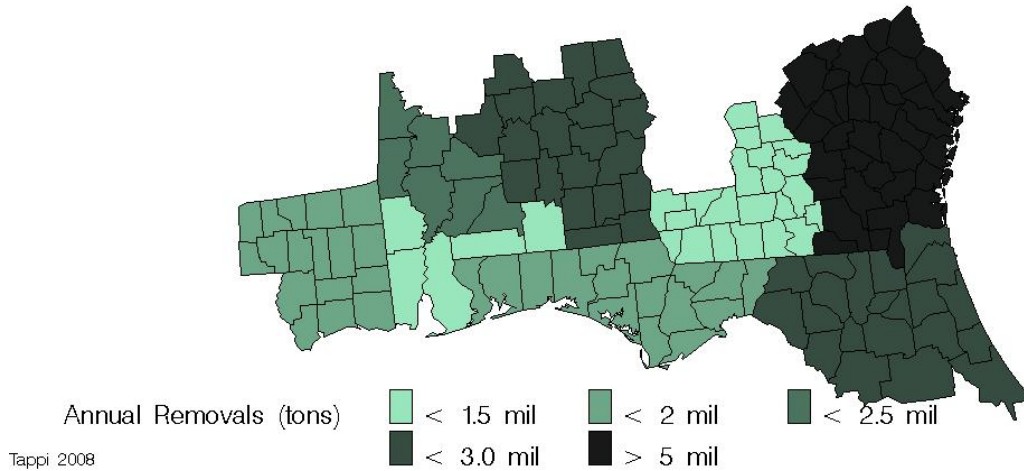 Annual Removals (tons) < 1.5 mil < 2 mil < 2.5 mil
< 3.0 mil > 5 mil
Tappi 2008